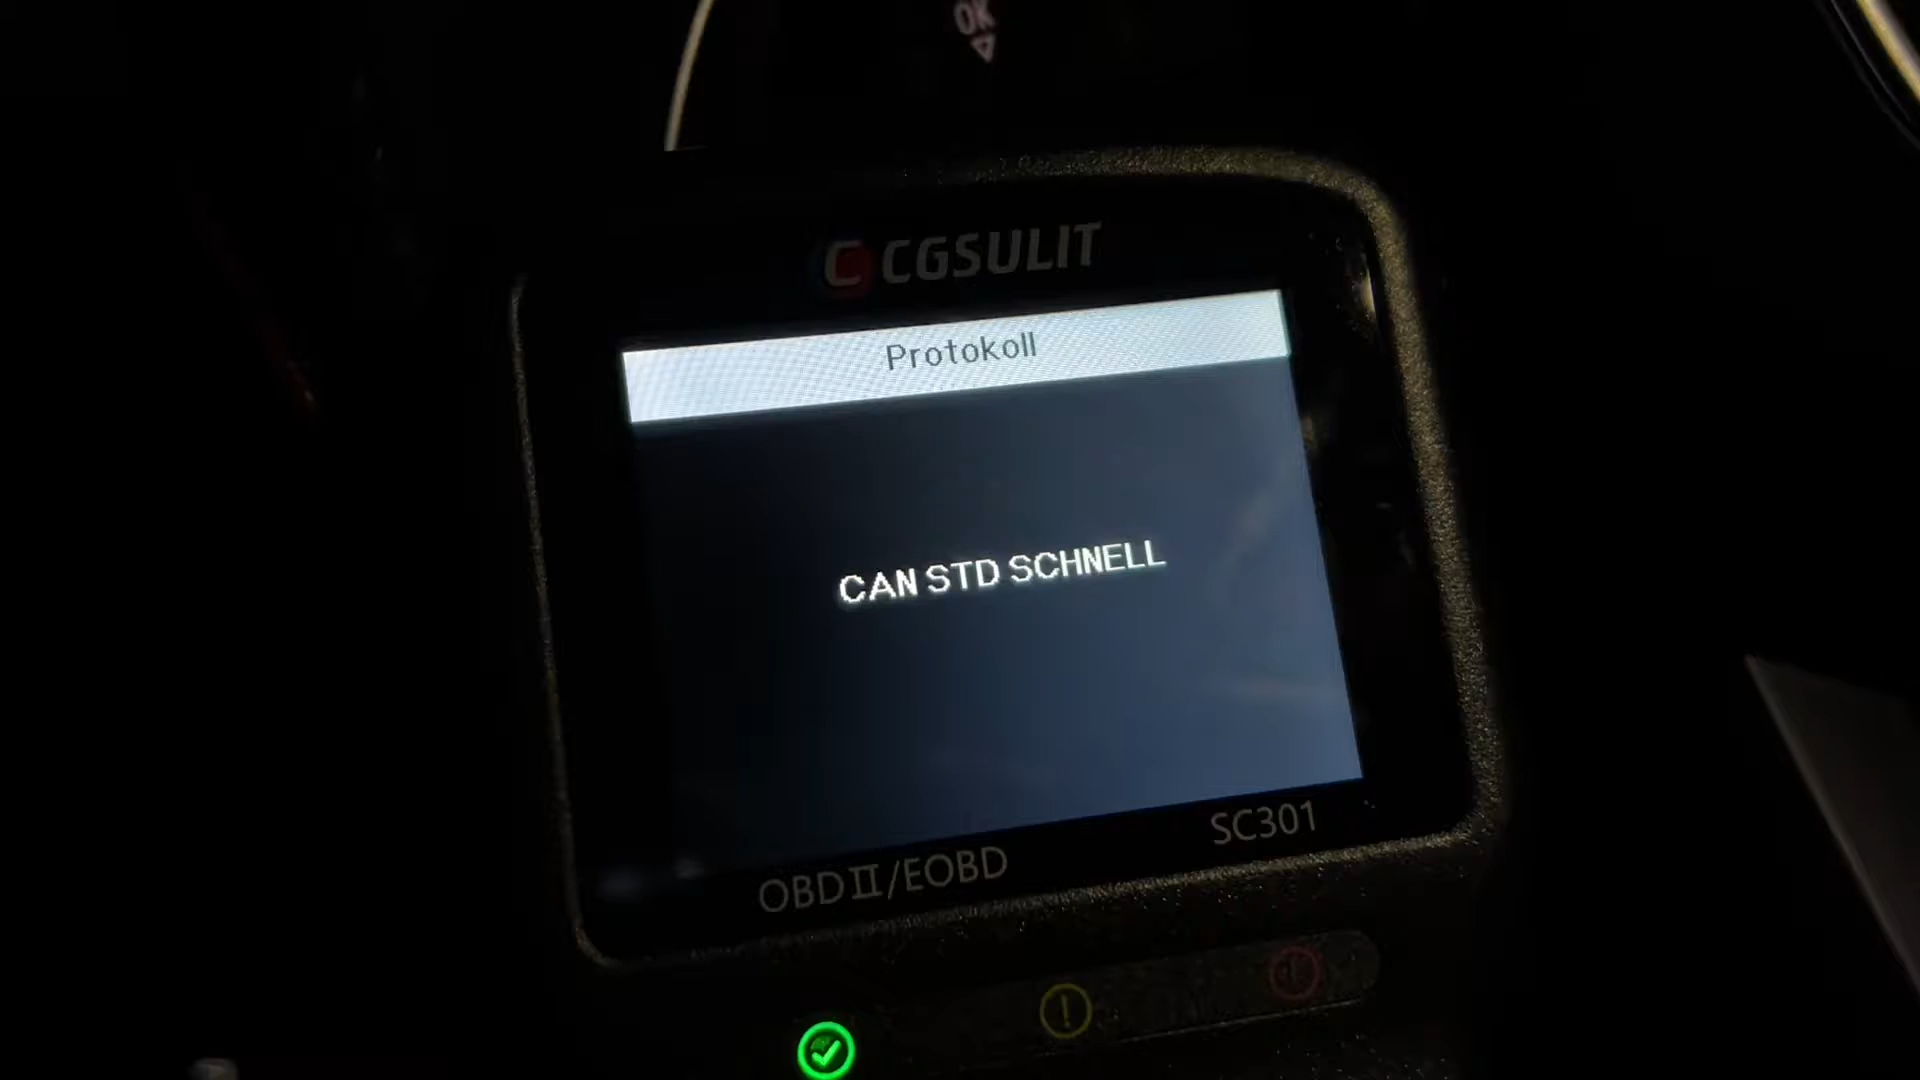 OK
C CGSULIT
Protokoll
CAN STD SCHNELL
SC301
OBDII/EOBD